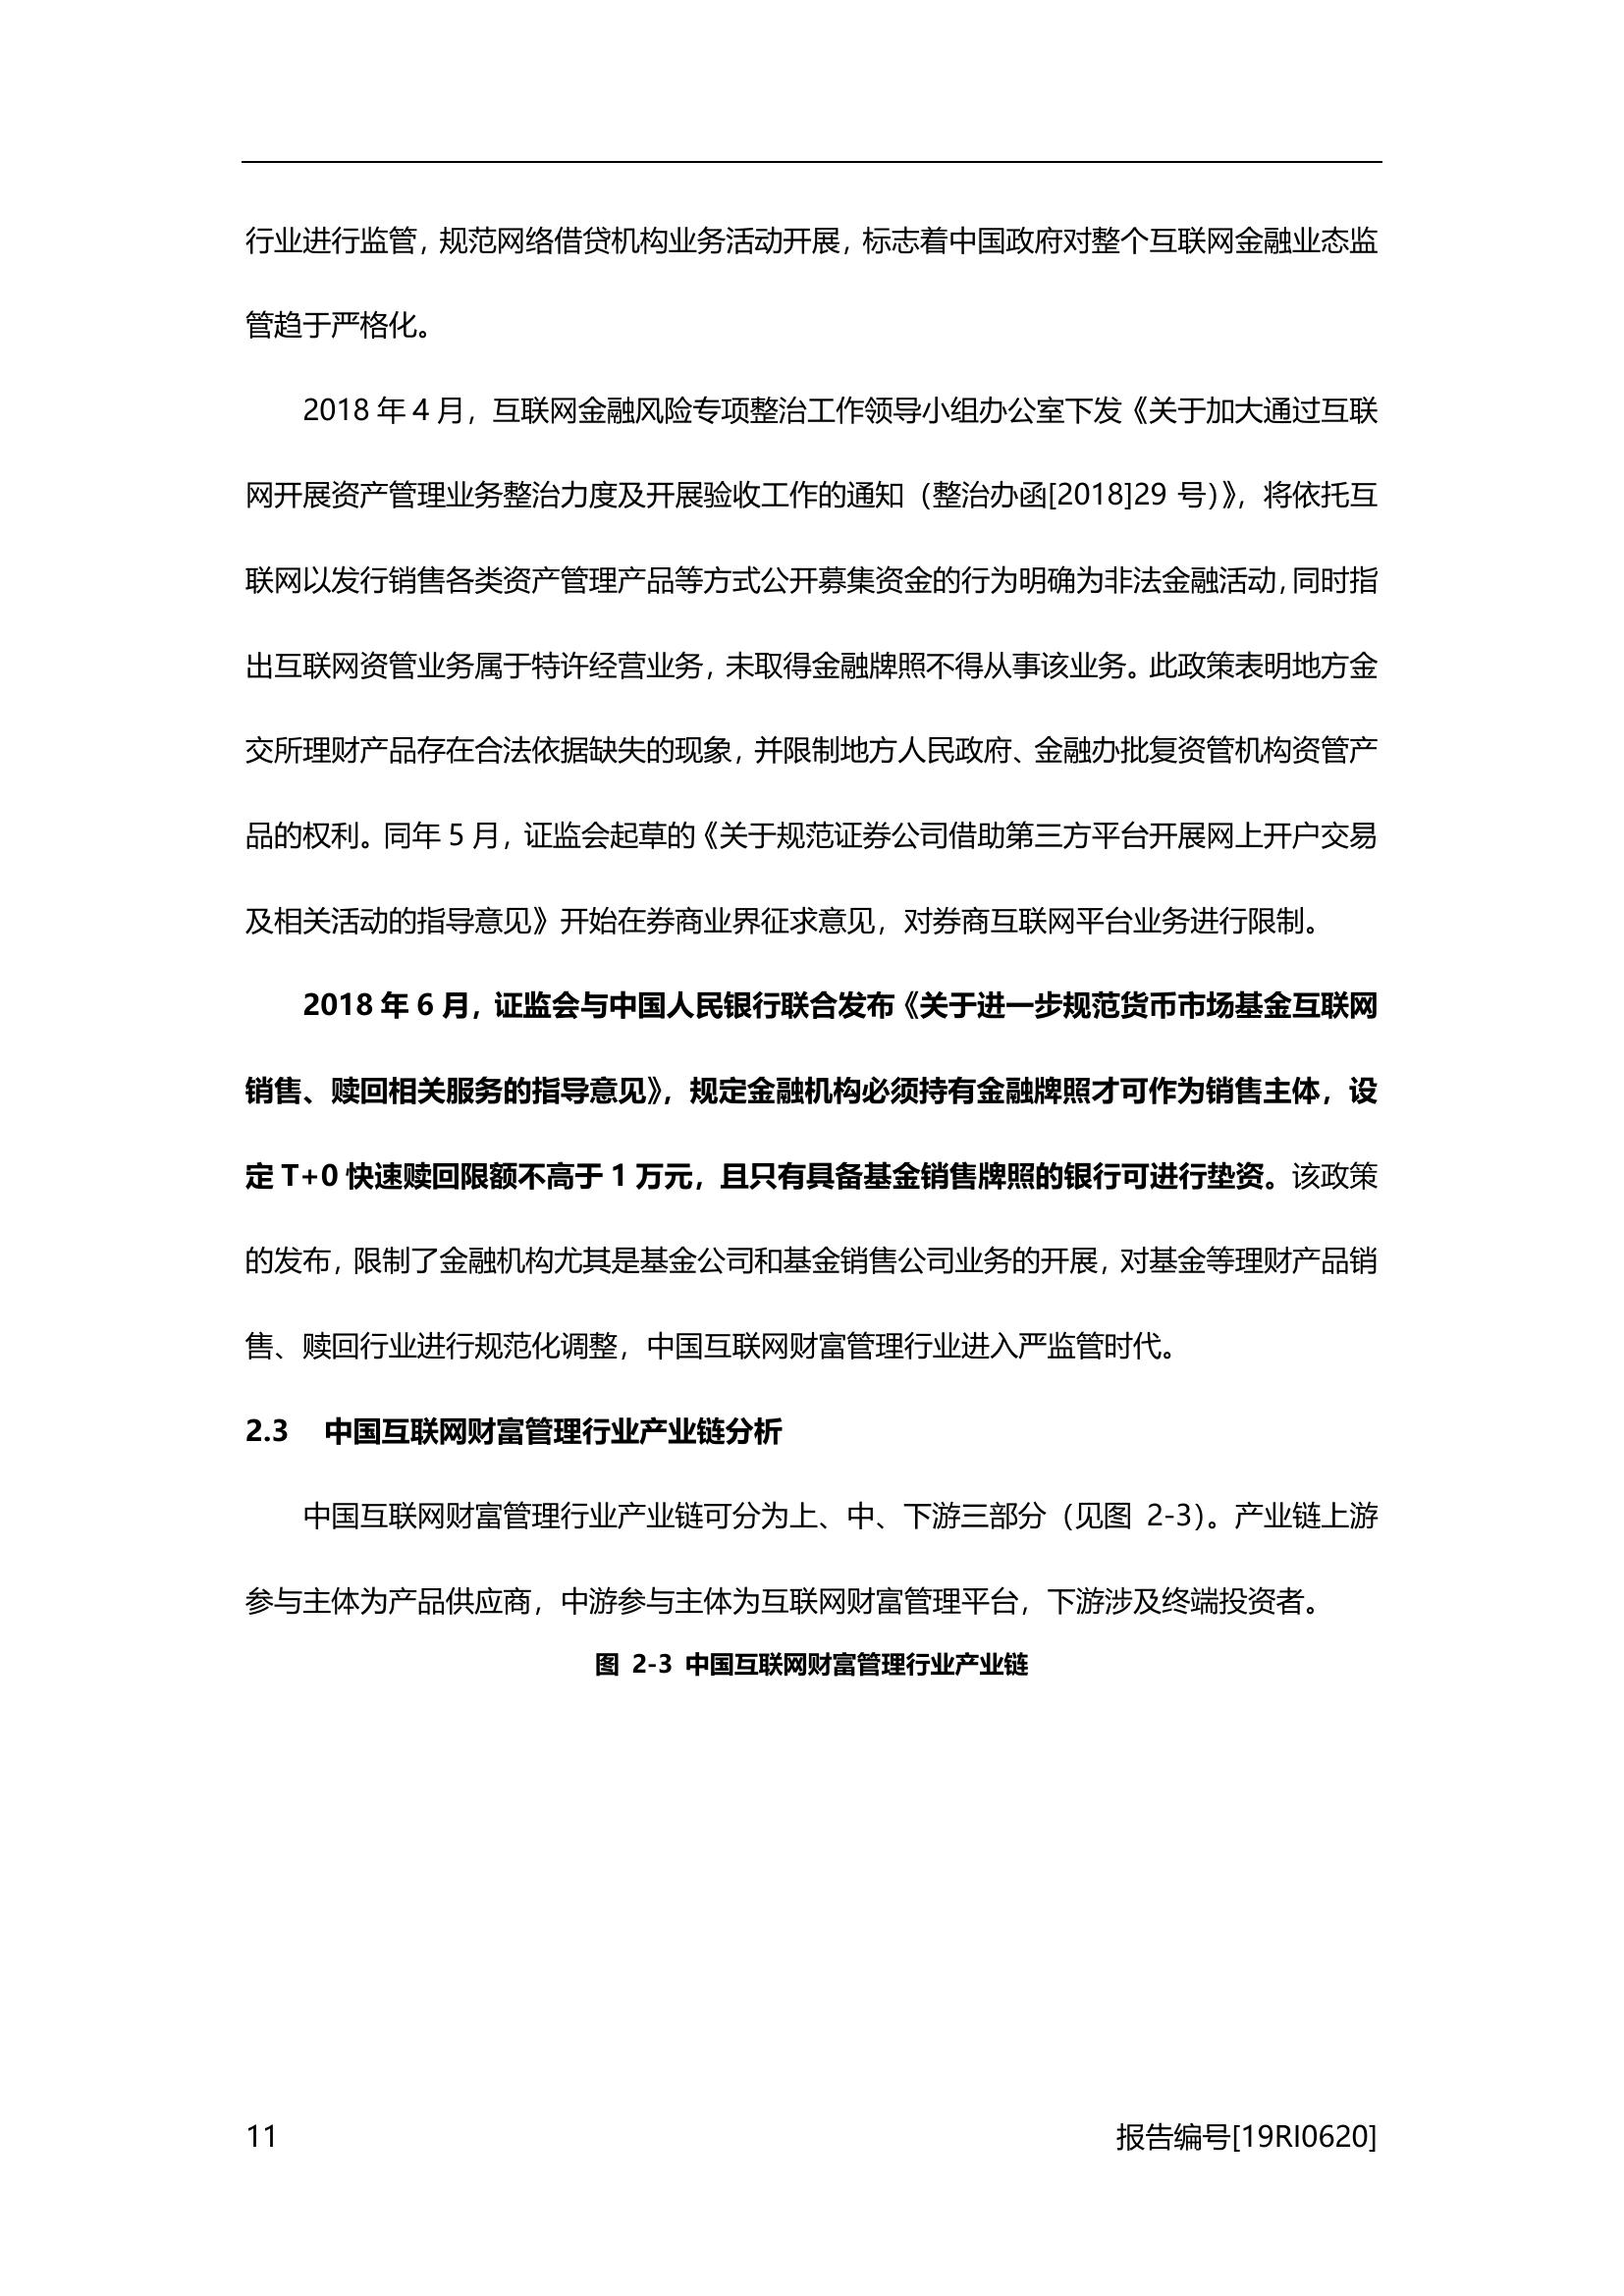 行业进行监管，规范网络借贷机构业务活动开展，标志着中国政府对整个互联网金融业态监
管趋于严格化。
2018 年 4 月，互联网金融风险专项整治工作领导小组办公室下发《关于加大通过互联
网开展资产管理业务整治力度及开展验收工作的通知（整治办函[2018]29 号）》，将依托互
联网以发行销售各类资产管理产品等方式公开募集资金的行为明确为非法金融活动，同时指
出互联网资管业务属于特许经营业务，未取得金融牌照不得从事该业务。此政策表明地方金
交所理财产品存在合法依据缺失的现象，并限制地方人民政府、金融办批复资管机构资管产
品的权利。同年 5 月，证监会起草的《关于规范证券公司借助第三方平台开展网上开户交易
及相关活动的指导意见》开始在券商业界征求意见，对券商互联网平台业务进行限制。
2018 年 6 月，证监会与中国人民银行联合发布《关于进一步规范货币市场基金互联网
销售、赎回相关服务的指导意见》，规定金融机构必须持有金融牌照才可作为销售主体，设
定 T+0 快速赎回限额不高于 1 万元，且只有具备基金销售牌照的银行可进行垫资。该政策
的发布，限制了金融机构尤其是基金公司和基金销售公司业务的开展，对基金等理财产品销
售、赎回行业进行规范化调整，中国互联网财富管理行业进入严监管时代。
2.3 中国互联网财富管理行业产业链分析
中国互联网财富管理行业产业链可分为上、中、下游三部分（见图 2-3）。产业链上游
参与主体为产品供应商，中游参与主体为互联网财富管理平台，下游涉及终端投资者。
图 2-3 中国互联网财富管理行业产业链
11 报告编号[19RI0620]